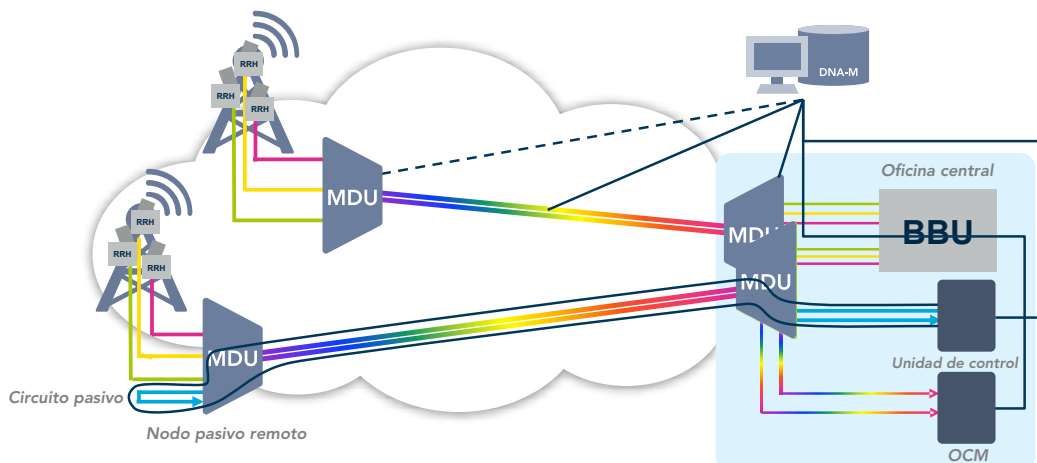 RRH
RRH
RRH
DNA-M
Oficina central
MDU
RRH
RRH
RRH
MDU
BBU
MDU
MDU
Unidad de control
Circuito pasivo
Nodo pasivo remoto
OCM